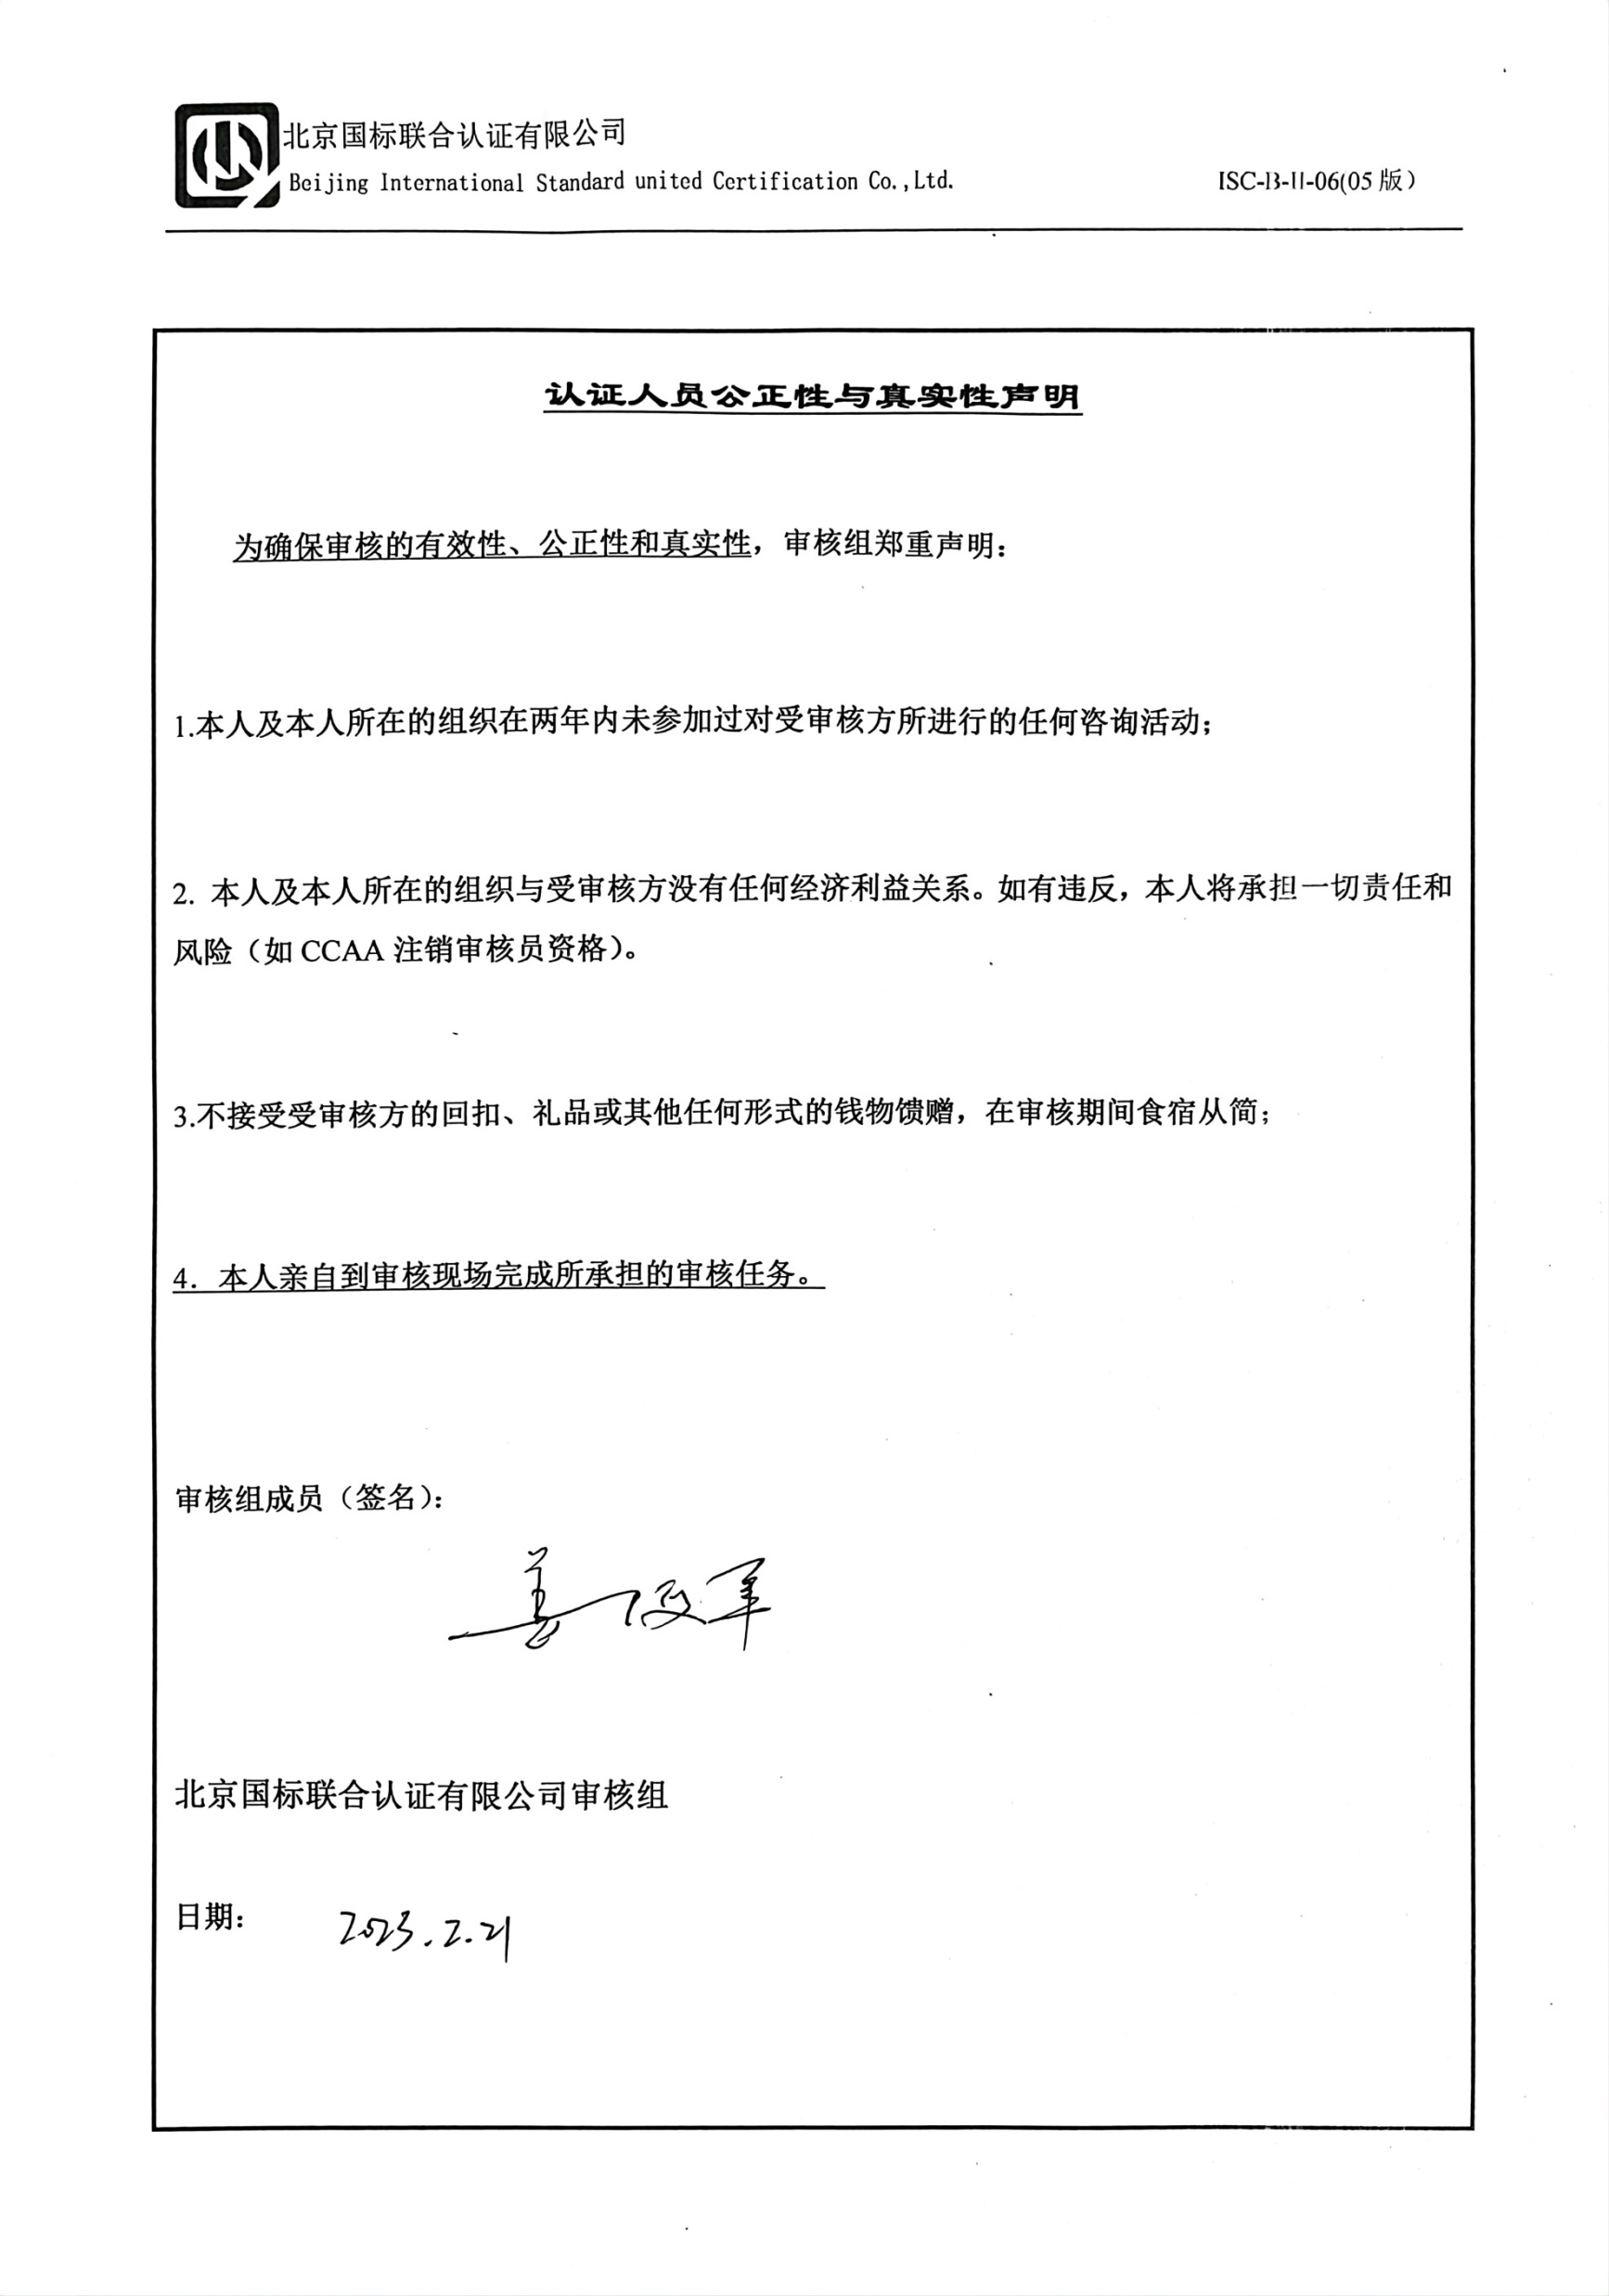 北京国标联合认证有限公司
Beijing International Standard united Certification Co.,Ltd.
ISC-B-II-06(05 版）
认证人员公正性与真实性声明
为确保审核的有效性、公正性和真实性，审核组郑重声明：
1.本人及本人所在的组织在两年内未参加过对受审核方所进行的任何咨询活动；
2. 本人及本人所在的组织与受审核方没有任何经济利益关系。如有违反，本人将承担一切责任和
风险（如 CCAA 注销审核员资格）。
3.不接受受审核方的回扣、礼品或其他任何形式的钱物馈赠，在审核期间食宿从简；
4. 本人亲自到审核现场完成所承担的审核任务。
审核组成员（签名）：
姜俊军
北京国标联合认证有限公司审核组
日期： 2023.2.21